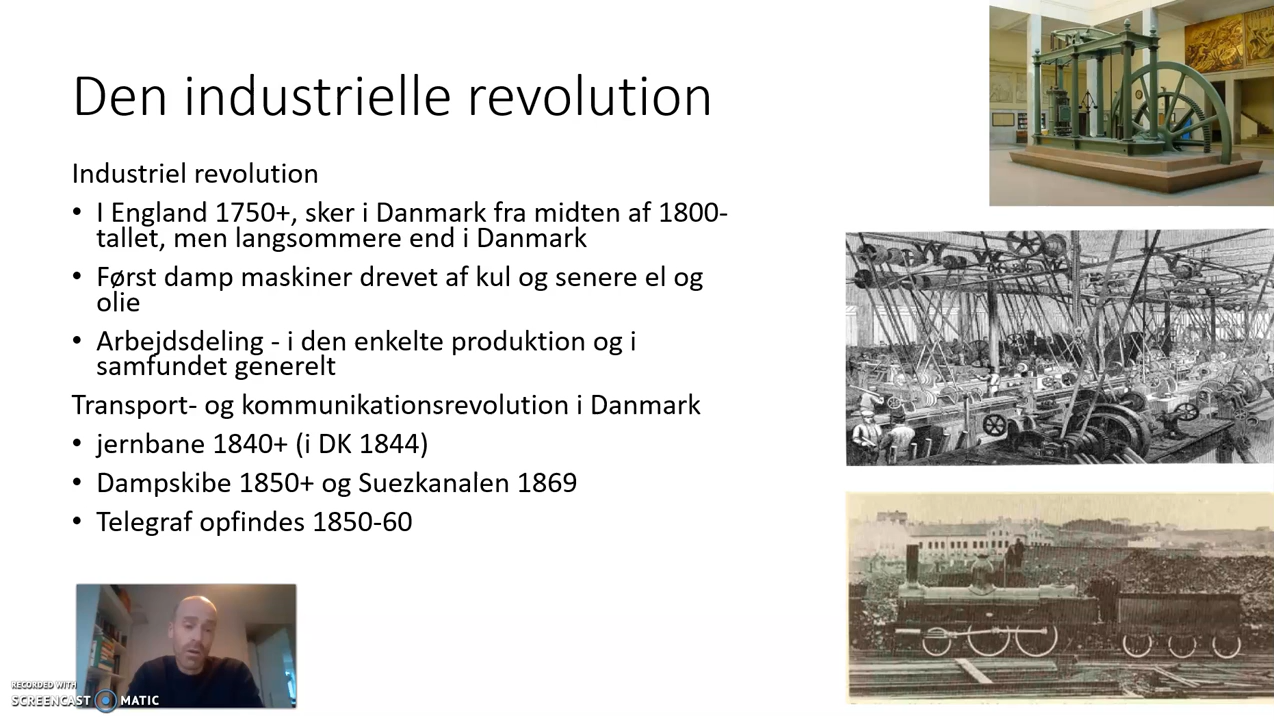 Den industrielle revolution
Industriel revolution
• I England 1750+, sker i Danmark fra midten af 1800-
tallet, men langsommere end i Danmark
• Først damp maskiner drevet af kul og senere el og
olie
• Arbejdsdeling - i den enkelte produktion og i
samfundet generelt
Transport- og kommunikationsrevolution i Danmark
• jernbane 1840+ (i DK 1844)
• Dampskibe 1850+ og Suezkanalen 1869
• Telegraf opfindes 1850-60
RECORDED WITH
SCREENCAST MATIC